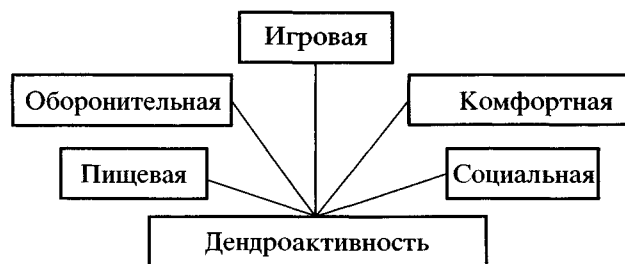 Игровая
Оборонительная
Комфортная
Пищевая
Социальная
Дендроактивность